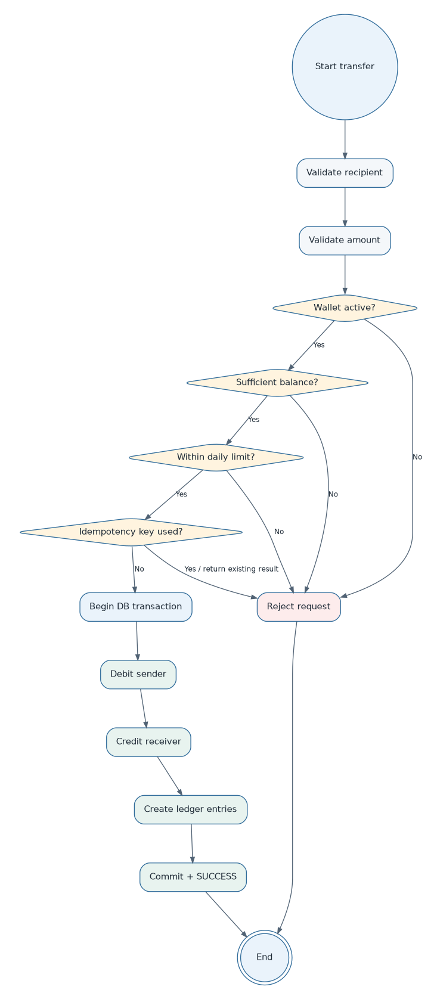 Start transfer
Validate recipient
Validate amount
Wallet active?
Yes
Sufficient balance?
Yes
Within daily limit?
No
Yes
No
Idempotency key used?
No
No
Yes / return existing result
Begin DB transaction
Reject request
Debit sender
Credit receiver
Create ledger entries
Commit + SUCCESS
End